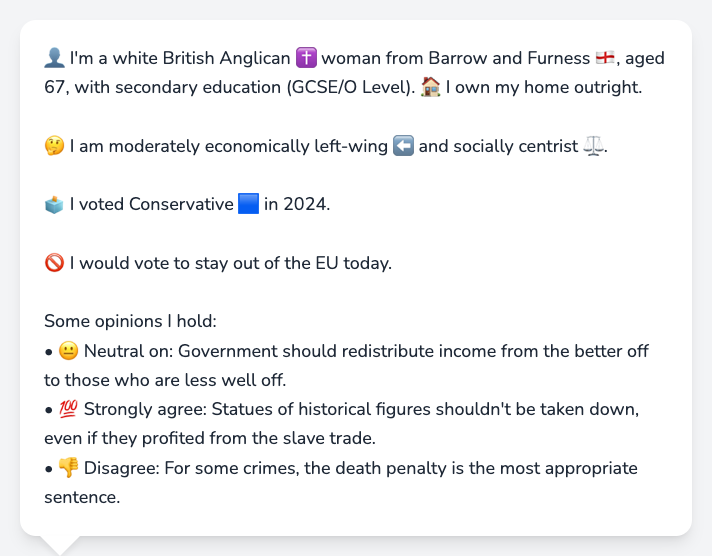 👤 I'm a white British Anglican ✝️ woman from Barrow and Furness 🏴󠁧󠁢󠁥󠁮󠁧󠁿, aged
67, with secondary education (GCSE/O Level). 🏠 I own my home outright.
🤔 I am moderately economically left-wing ⬅️ and socially centrist ⚖️.
🗳️ I voted Conservative 🟦 in 2024.
🚫 I would vote to stay out of the EU today.
Some opinions I hold:
• 😐 Neutral on: Government should redistribute income from the better off
to those who are less well off.
• 💯 Strongly agree: Statues of historical figures shouldn't be taken down,
even if they profited from the slave trade.
• 👎 Disagree: For some crimes, the death penalty is the most appropriate
sentence.